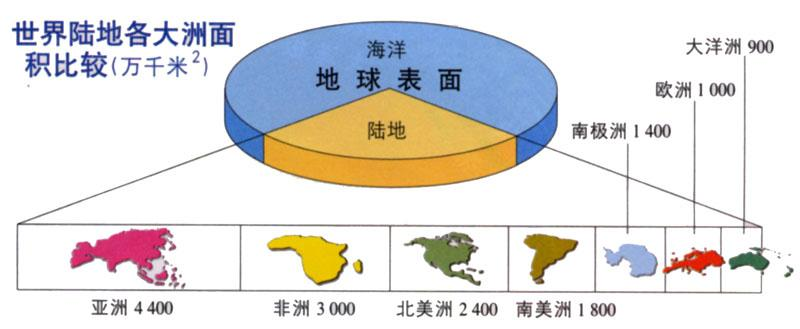 世界陆地各大洲面
积比较(万千米²)
海洋
地球表面
陆地
大洋洲 900
欧洲 1 000
南极洲 1 400
亚洲 4 400
非洲 3 000
北美洲 2 400
南美洲 1 800